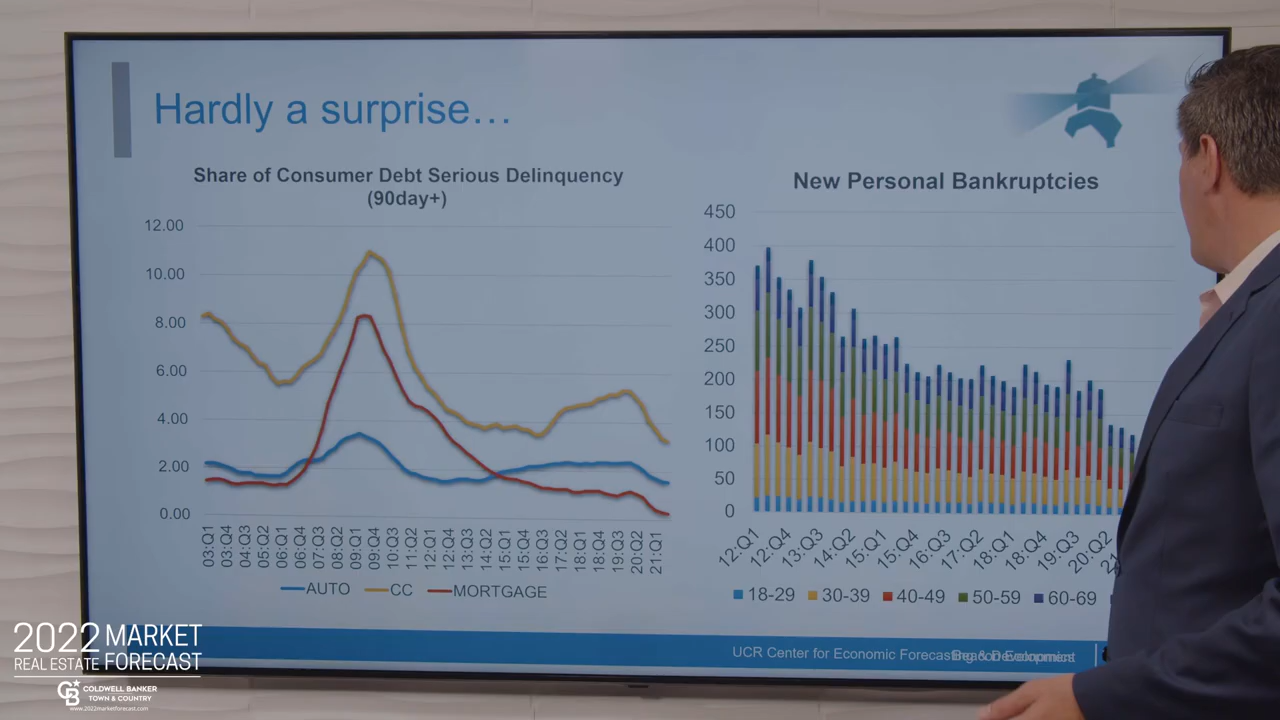 Hardly a surprise…
Share of Consumer Debt Serious Delinquency
(90day+)
12.00
10.00
8.00
6.00
4.00
2.00
0.00
03:Q1
03:Q4
04:Q3
05:Q2
06:Q1
06:Q4
07:Q3
08:Q2
09:Q1
09:Q4
10:Q3
11:Q2
12:Q1
12:Q4
13:Q3
14:Q2
15:Q1
15:Q4
16:Q3
17:Q2
18:Q1
18:Q4
19:Q3
20:Q2
21:Q1
AUTO CC MORTGAGE
New Personal Bankruptcies
450
400
350
300
250
200
150
100
50
0
12:Q1
12:Q4
13:Q3
14:Q2
15:Q1
15:Q4
16:Q3
17:Q2
18:Q1
18:Q4
19:Q3
20:Q2
18-29 30-39 40-49 50-59 60-69
UCR Center for Economic Forecasting & Development
2022 MARKET
REAL ESTATE FORECAST
CB
COLDWELL BANKER
TOWN & COUNTRY
www.2022marketforecast.com